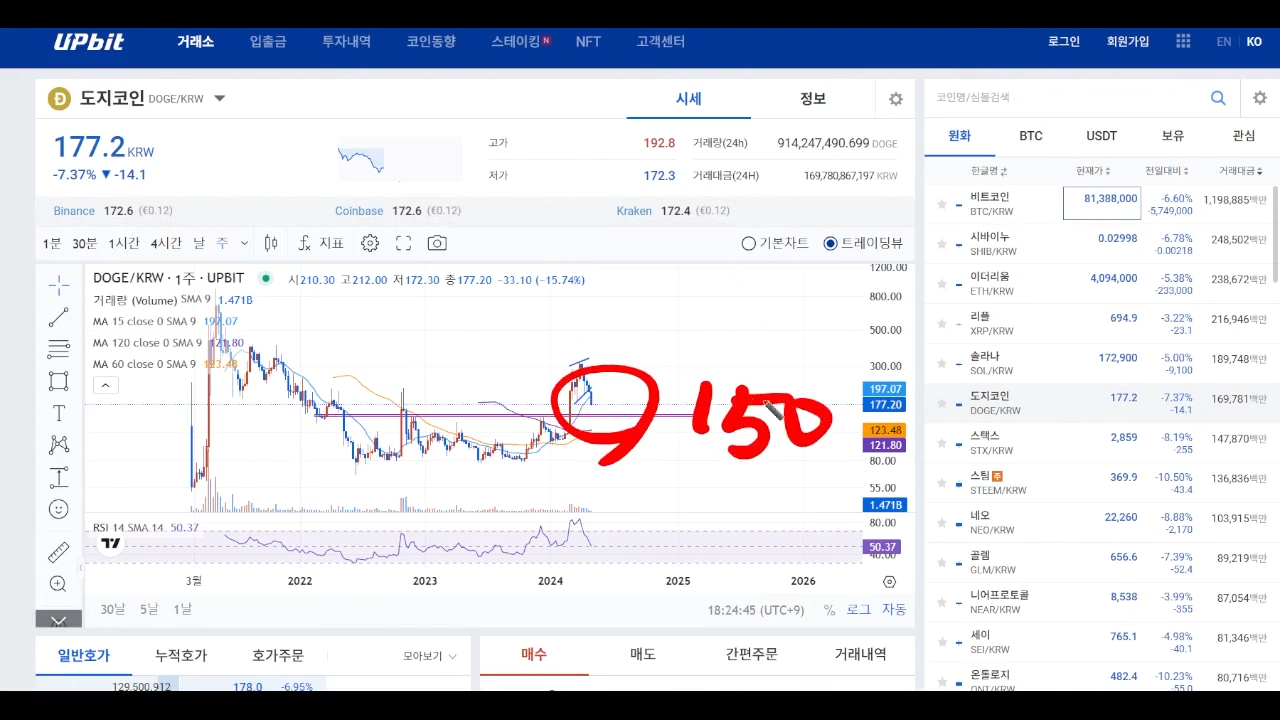 UPbit 거래소 입출금 투자내역 코인동향 스테이킹 N NFT 고객센터 로그인 회원가입 EN KO
도지코인 DOGE/KRW 시세 정보
177.2 KRW
-7.37% ▼ -14.1
고가 192.8 거래량(24h) 914,247,490.699 DOGE
저가 172.3 거래대금(24H) 169,780,867,197 KRW
Binance 172.6 (€0.12) Coinbase 172.6 (€0.12) Kraken 172.4 (€0.12)
1분 30분 1시간 4시간 날 주 지표 기본차트 트레이딩뷰
DOGE/KRW · 1주 · UPBIT 시210.30 고212.00 저172.30 종177.20 -33.10 (-15.74%)
거래량 (Volume) SMA 9 1.471B
MA 15 close 0 SMA 9 197.07
MA 120 close 0 SMA 9 121.80
MA 60 close 0 SMA 9 123.48
1200.00
800.00
500.00
300.00
197.07
177.20
123.48
121.80
80.00
55.00
1.471B
150
RSI 14 SMA 14 50.37
80.00
50.37
40.00
3월 2022 2023 2024 2025 2026
30날 5날 1날 18:24:45 (UTC+9) % 로그 자동
일반호가 누적호가 호가주문 모아보기
129,500,912 178.0 -6.95%
매수 매도 간편주문 거래내역
코인명/심볼검색
원화 BTC USDT 보유 관심
한글명 현재가 전일대비 거래대금
비트코인 81,388,000 -6.60% 1,198,885백만
BTC/KRW -5,749,000
시바이누 0.02998 -6.78% 248,502백만
SHIB/KRW -0.00218
이더리움 4,094,000 -5.38% 238,672백만
ETH/KRW -233,000
리플 694.9 -3.22% 216,946백만
XRP/KRW -23.1
솔라나 172,900 -5.00% 189,748백만
SOL/KRW -9,100
도지코인 177.2 -7.37% 169,781백만
DOGE/KRW -14.1
스택스 2,859 -8.19% 147,870백만
STX/KRW -255
스팀 주 369.9 -10.50% 136,836백만
STEEM/KRW -43.4
네오 22,260 -8.88% 103,915백만
NEO/KRW -2,170
골렘 656.6 -7.39% 89,219백만
GLM/KRW -52.4
니어프로토콜 8,538 -3.99% 87,054백만
NEAR/KRW -355
세이 765.1 -4.98% 81,346백만
SEI/KRW -40.1
온톨로지 482.4 -10.23% 80,716백만
ONT/KRW -55.0